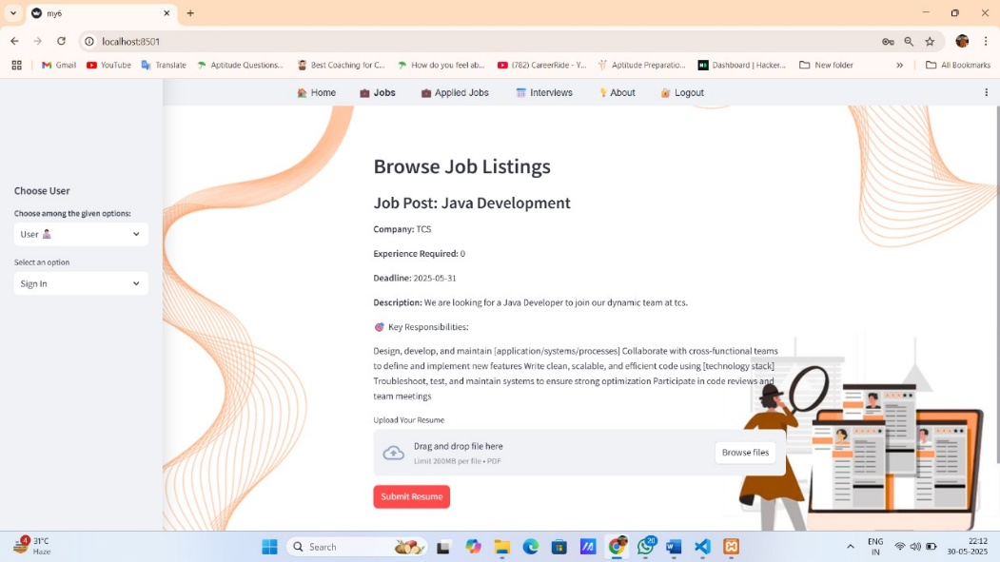 my6
localhost:8501
Gmail YouTube Translate Aptitude Questions... Best Coaching for C... How do you feel ab... (782) CareerRide - Y... Aptitude Preparatio... Dashboard | Hacker... New folder » All Bookmarks
Home Jobs Applied Jobs Interviews About Logout
Choose User
Choose among the given options:
User
Select an option
Sign In
Browse Job Listings
Job Post: Java Development
Company: TCS
Experience Required: 0
Deadline: 2025-05-31
Description: We are looking for a Java Developer to join our dynamic team at tcs.
Key Responsibilities:
Design, develop, and maintain [application/systems/processes] Collaborate with cross-functional teams
to define and implement new features Write clean, scalable, and efficient code using [technology stack]
Troubleshoot, test, and maintain systems to ensure strong optimization Participate in code reviews and
team meetings
Upload Your Resume
Drag and drop file here
Limit 200MB per file • PDF
Browse files
Submit Resume
4
31°C
Haze
Search
20
ENG
IN
22:12
30-05-2025